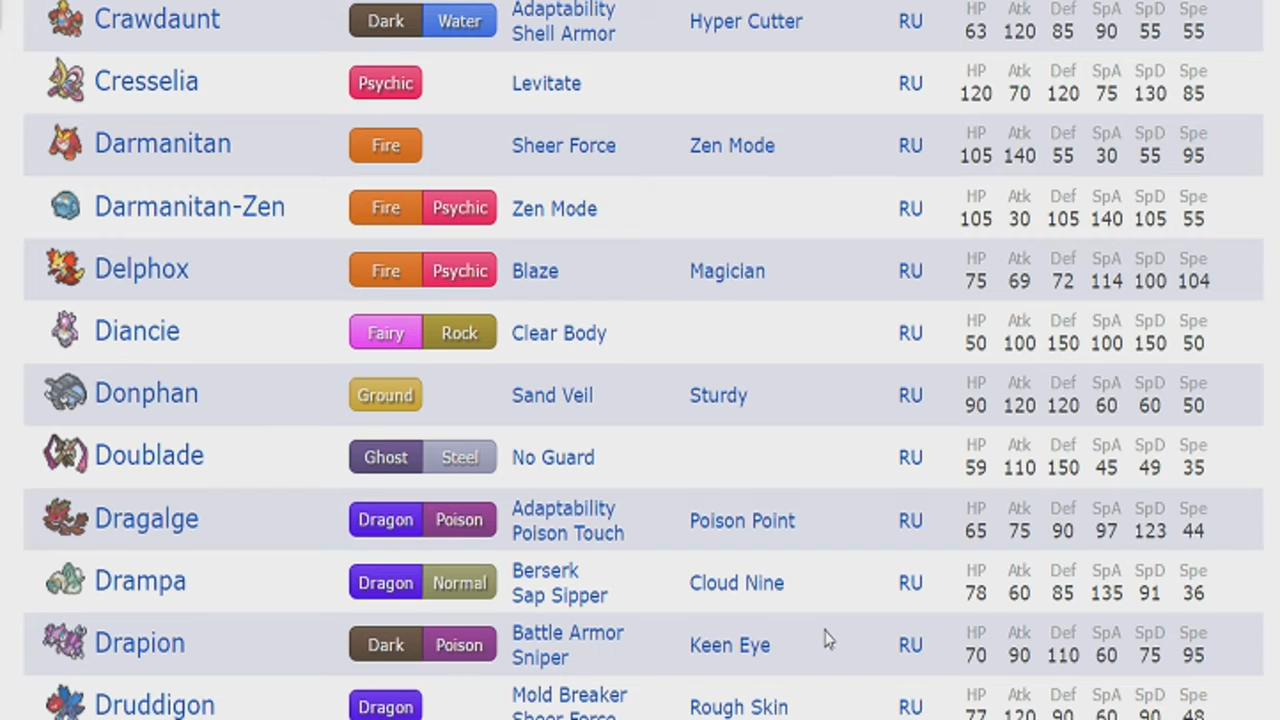 Crawdaunt Dark Water Adaptability Shell Armor Hyper Cutter RU HP 63 Atk 120 Def 85 SpA 90 SpD 55 Spe 55
Cresselia Psychic Levitate RU HP 120 Atk 70 Def 120 SpA 75 SpD 130 Spe 85
Darmanitan Fire Sheer Force Zen Mode RU HP 105 Atk 140 Def 55 SpA 30 SpD 55 Spe 95
Darmanitan-Zen Fire Psychic Zen Mode RU HP 105 Atk 30 Def 105 SpA 140 SpD 105 Spe 55
Delphox Fire Psychic Blaze Magician RU HP 75 Atk 69 Def 72 SpA 114 SpD 100 Spe 104
Diancie Fairy Rock Clear Body RU HP 50 Atk 100 Def 150 SpA 100 SpD 150 Spe 50
Donphan Ground Sand Veil Sturdy RU HP 90 Atk 120 Def 120 SpA 60 SpD 60 Spe 50
Doublade Ghost Steel No Guard RU HP 59 Atk 110 Def 150 SpA 45 SpD 49 Spe 35
Dragalge Dragon Poison Adaptability Poison Touch Poison Point RU HP 65 Atk 75 Def 90 SpA 97 SpD 123 Spe 44
Drampa Dragon Normal Berserk Sap Sipper Cloud Nine RU HP 78 Atk 60 Def 85 SpA 135 SpD 91 Spe 36
Drapion Dark Poison Battle Armor Sniper Keen Eye RU HP 70 Atk 90 Def 110 SpA 60 SpD 75 Spe 95
Druddigon Dragon Mold Breaker Sheer Force Rough Skin RU HP 77 Atk 120 Def 90 SpA 60 SpD 90 Spe 48